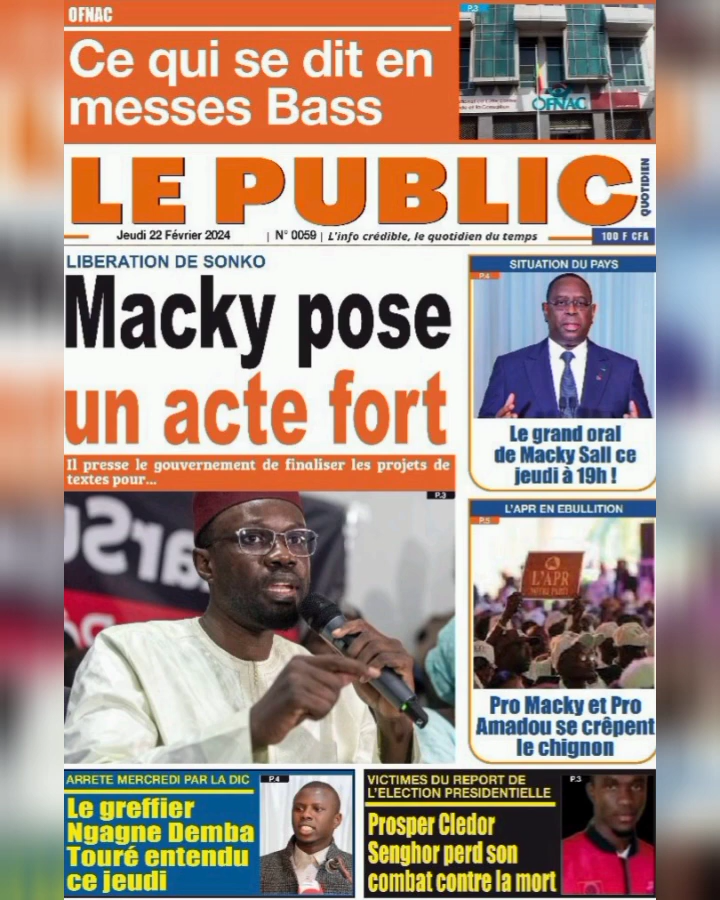 OFNAC
P.3
Ce qui se dit en
messes Bass
OFNAC
LE PUBLIC
QUOTIDIEN
Jeudi 22 Février 2024 | N° 0059 | L'info crédible, le quotidien du temps
100 F CFA
LIBERATION DE SONKO
Macky pose
un acte fort
Il presse le gouvernement de finaliser les projets de
textes pour...
P.3
SITUATION DU PAYS
P.4
Le grand oral
de Macky Sall ce
jeudi à 19h !
L'APR EN EBULLITION
P.5
L'APR
NOTRE PARTI
Pro Macky et Pro
Amadou se crêpent
le chignon
ARRETE MERCREDI PAR LA DIC
P.4
Le greffier
Ngagne Demba
Touré entendu
ce jeudi
VICTIMES DU REPORT DE
L'ELECTION PRESIDENTIELLE
P.3
Prosper Cledor
Senghor perd son
combat contre la mort